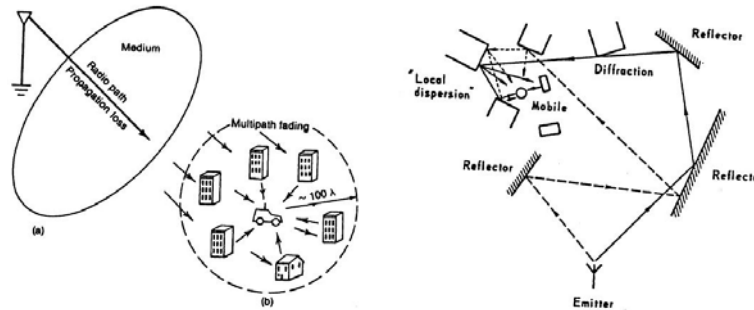 Medium
Radio path
Propagation loss
(a)
Multipath fading
~ 100 λ
(b)
Reflector
Diffraction
"Local
dispersion"
Mobile
Reflector
Reflect
Emitter